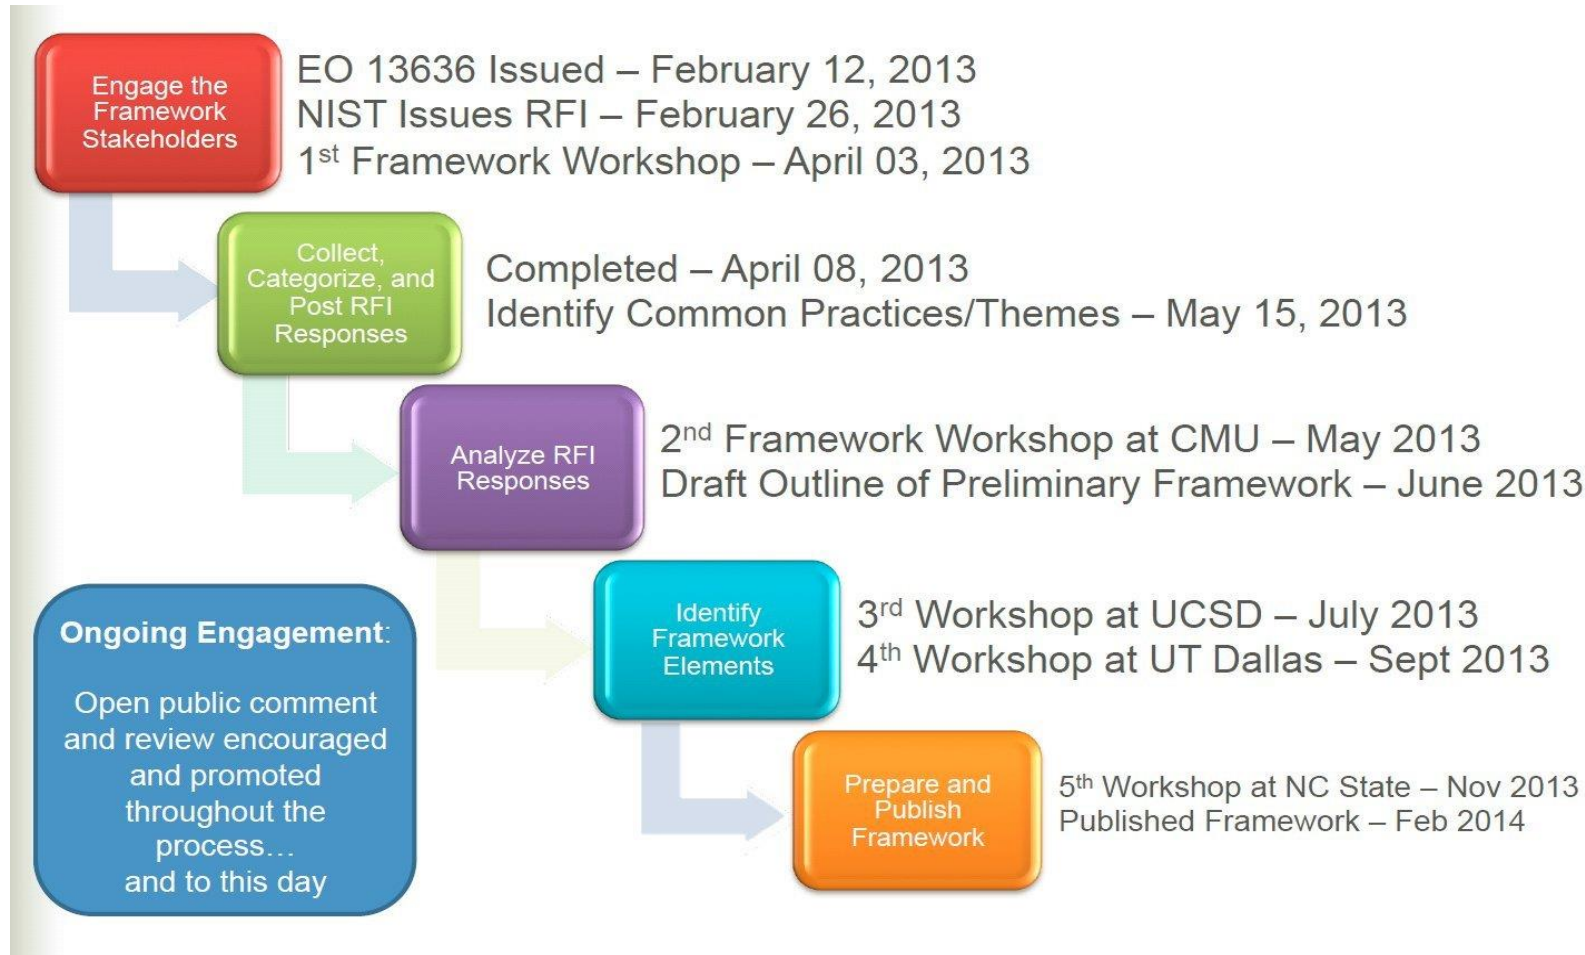 Engage the
Framework
Stakeholders
EO 13636 Issued – February 12, 2013
NIST Issues RFI – February 26, 2013
1st Framework Workshop – April 03, 2013
Collect,
Categorize, and
Post RFI
Responses
Completed – April 08, 2013
Identify Common Practices/Themes – May 15, 2013
Analyze RFI
Responses
2nd Framework Workshop at CMU – May 2013
Draft Outline of Preliminary Framework – June 2013
Identify
Framework
Elements
3rd Workshop at UCSD – July 2013
4th Workshop at UT Dallas – Sept 2013
Prepare and
Publish
Framework
5th Workshop at NC State – Nov 2013
Published Framework – Feb 2014
Ongoing Engagement:
Open public comment
and review encouraged
and promoted
throughout the
process…
and to this day